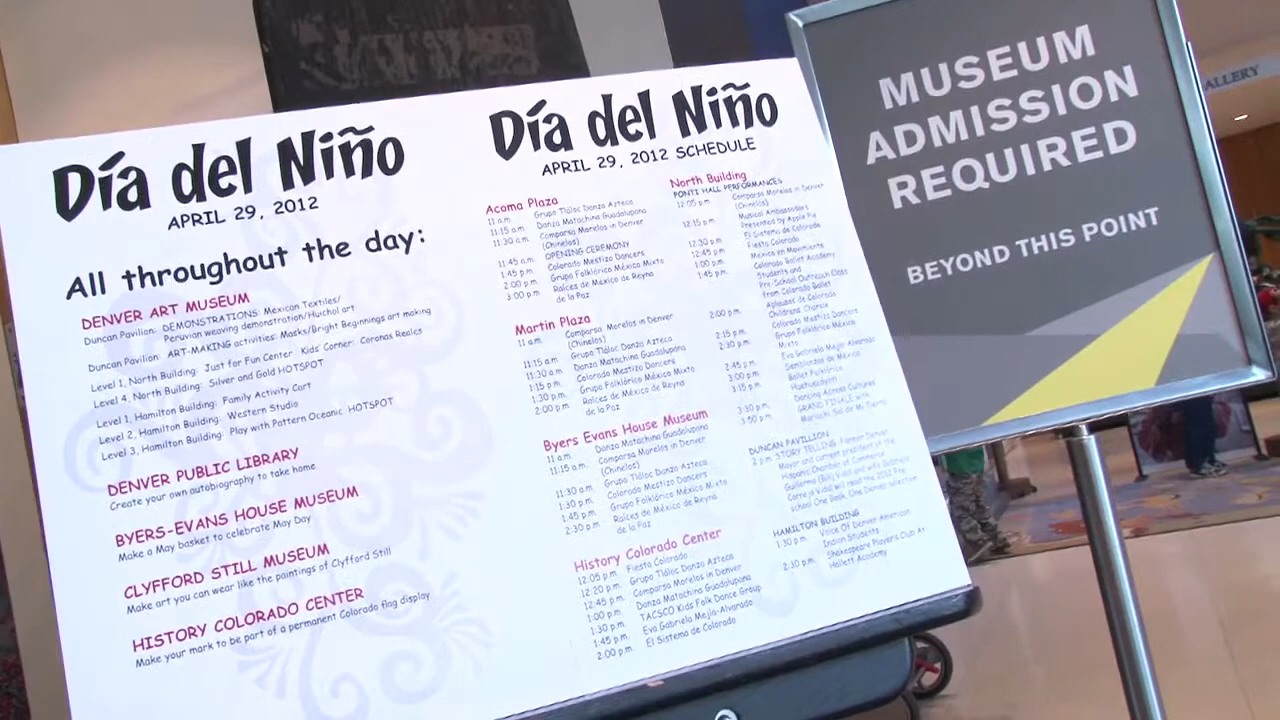 Día del Niño
APRIL 29, 2012
All throughout the day:
DENVER ART MUSEUM
Duncan Pavilion: DEMONSTRATIONS: Mexican Textiles/
Peruvian weaving demonstration/Huichol art
Duncan Pavilion: ART-MAKING activities: Masks/Bright Beginnings art making
Level 1, North Building: Just for Fun Center Kids' Corner: Coronas Reales
Level 4, North Building: Silver and Gold HOTSPOT
Level 1, Hamilton Building: Family Activity Cart
Level 2, Hamilton Building: Western Studio
Level 3, Hamilton Building: Play with Pattern Oceanic HOTSPOT
DENVER PUBLIC LIBRARY
Create your own autobiography to take home
BYERS-EVANS HOUSE MUSEUM
Make a May basket to celebrate May Day
CLYFFORD STILL MUSEUM
Make art you can wear like the paintings of Clyfford Still
HISTORY COLORADO CENTER
Make your mark to be part of a permanent Colorado flag display
Día del Niño
APRIL 29, 2012 SCHEDULE
Acoma Plaza
11 a.m. Grupo Tláloc Danza Azteca
11:15 a.m. Danza Matachina Guadalupana
11:30 a.m. Comparsa Morelos in Denver
(Chinelos)
11:45 a.m. OPENING CEREMONY
1:45 p.m. Colorado Mestizo Dancers
2:00 p.m. Grupo Folklórico México Mixto
3:00 p.m. Raíces de México de Reyna
de la Paz
Martin Plaza
11 a.m. Comparsa Morelos in Denver
(Chinelos)
11:15 a.m. Grupo Tláloc Danza Azteca
11:30 a.m. Danza Matachina Guadalupana
1:15 p.m. Colorado Mestizo Dancers
1:30 p.m. Grupo Folklórico México Mixto
2:00 p.m. Raíces de México de Reyna
de la Paz
Byers Evans House Museum
11 a.m. Danza Matachina Guadalupana
11:15 a.m. Comparsa Morelos in Denver
(Chinelos)
11:30 a.m. Grupo Tláloc Danza Azteca
11:45 a.m. Colorado Mestizo Dancers
1:45 p.m. Grupo Folklórico México Mixto
2:30 p.m. Raíces de México de Reyna
de la Paz
History Colorado Center
12:05 p.m. Fiesta Colorado
12:20 p.m. Grupo Tláloc Danza Azteca
12:45 p.m. Comparsa Morelos in Denver
1:00 p.m. Danza Matachina Guadalupana
1:30 p.m. TACSCO Kids Folk Dance Group
1:45 p.m. Eva Gabriela Mejia-Alvarado
2:00 p.m. El Sistema de Colorado
North Building
PONTI HALL PERFORMANCES
12:05 p.m. Comparsa Morelos in Denver
(Chinelos)
12:15 p.m. Musical Ambassadors
Presented by Apple Pie
El Sistema de Colorado
12:30 p.m. Fiesta Colorado
12:45 p.m. México en Movimiento
1:00 p.m. Colorado Ballet Academy
1:45 p.m. Students and
Pre-School Outreach Class
from Colorado Ballet
Aplausos de Colorado
Childrens Chorale
2:00 p.m. Colorado Mestizo Dancers
2:15 p.m. Grupo Folklórico México
Mixto
2:30 p.m. Eva Gabriela Mejia-Alvarado
2:45 p.m. Semblanzas de México
3:00 p.m. Ballet Folklórico
3:15 p.m. Dancing Across Cultures
3:30 p.m. GRAND FINALE with
3:50 p.m. Mariachi Sol de Mi Tierra
DUNCAN PAVILLION
2 p.m. STORY TELLING: Former Denver
Mayor and current president of the
Hispanic Chamber of Commerce
Guillermo (Bill) Vidal and wife Gabriela
Cornejo Vidal will read the 2012 Pre-
school One Book, One Denver selection
HAMILTON BUILDING
1:30 p.m. Voice Of Denver American
Indian Students
2:30 p.m. Shakespeare Players Club At
Hallett Academy
MUSEUM
ADMISSION
REQUIRED
BEYOND THIS POINT
ALLERY